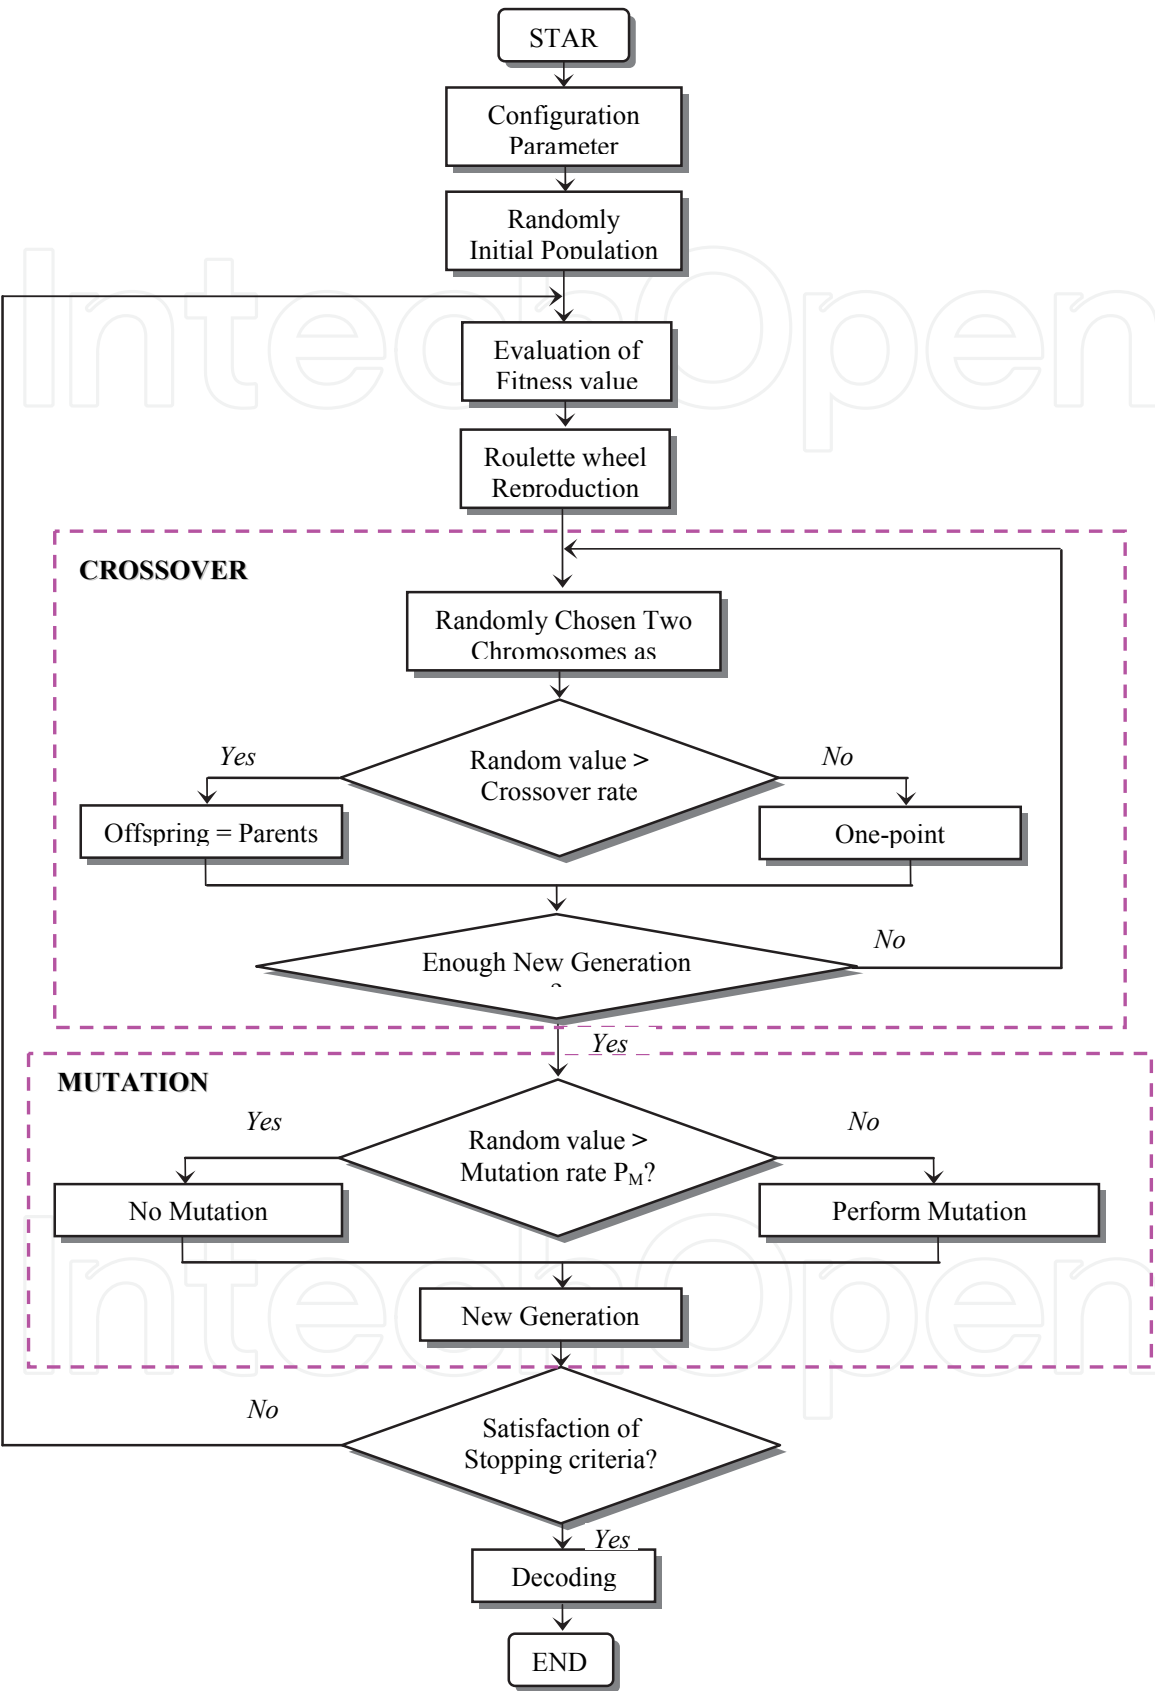 STAR
Configuration
Parameter
Randomly
Initial Population
Evaluation of
Fitness value
Roulette wheel
Reproduction
CROSSOVER
Randomly Chosen Two
Chromosomes as
Random value >
Crossover rate
Yes
No
Offspring = Parents
One-point
Enough New Generation
?
No
Yes
MUTATION
Random value >
Mutation rate PM?
Yes
No
No Mutation
Perform Mutation
New Generation
Satisfaction of
Stopping criteria?
No
Yes
Decoding
END
IntechOpen
IntechOpen